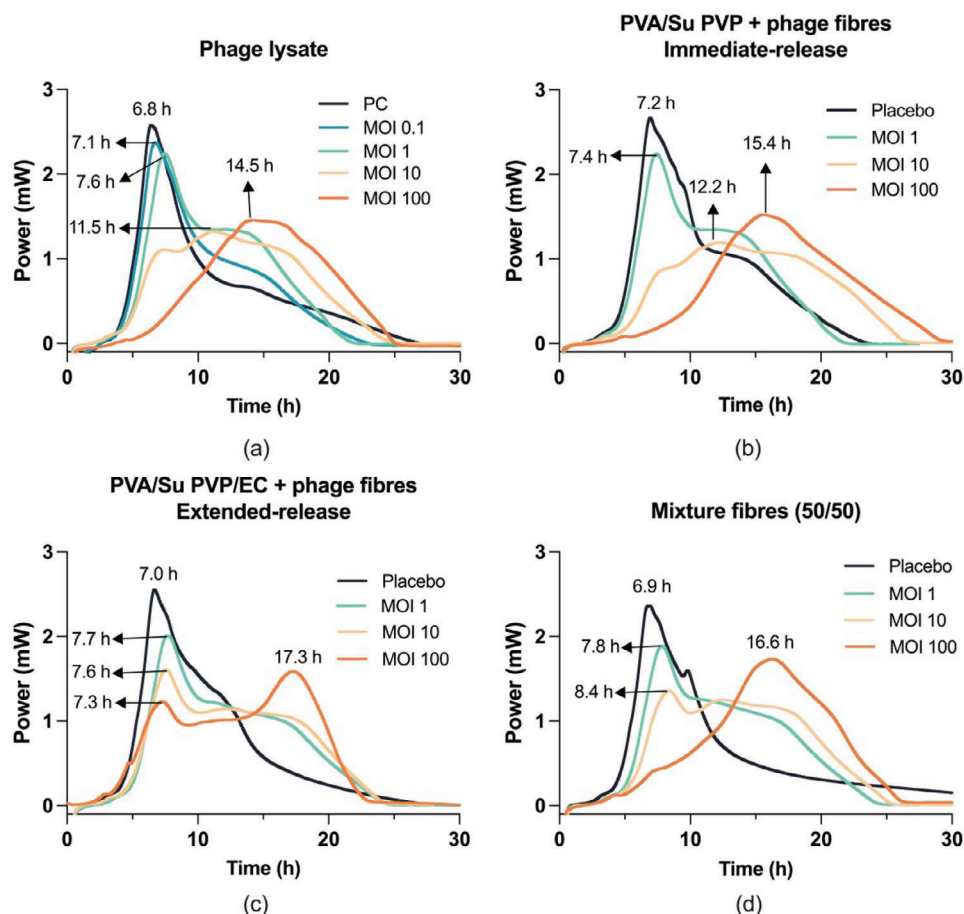 Phage lysate
3
2
1
0
Power (mW)
6.8 h
7.1 h
7.6 h
11.5 h
14.5 h
PC
MOI 0.1
MOI 1
MOI 10
MOI 100
0 10 20 30
Time (h)
(a)
PVA/Su PVP + phage fibres
Immediate-release
3
2
1
0
Power (mW)
7.2 h
7.4 h
12.2 h
15.4 h
Placebo
MOI 1
MOI 10
MOI 100
0 10 20 30
Time (h)
(b)
PVA/Su PVP/EC + phage fibres
Extended-release
3
2
1
0
Power (mW)
7.0 h
7.7 h
7.6 h
7.3 h
17.3 h
Placebo
MOI 1
MOI 10
MOI 100
0 10 20 30
Time (h)
(c)
Mixture fibres (50/50)
3
2
1
0
Power (mW)
6.9 h
7.8 h
8.4 h
16.6 h
Placebo
MOI 1
MOI 10
MOI 100
0 10 20 30
Time (h)
(d)